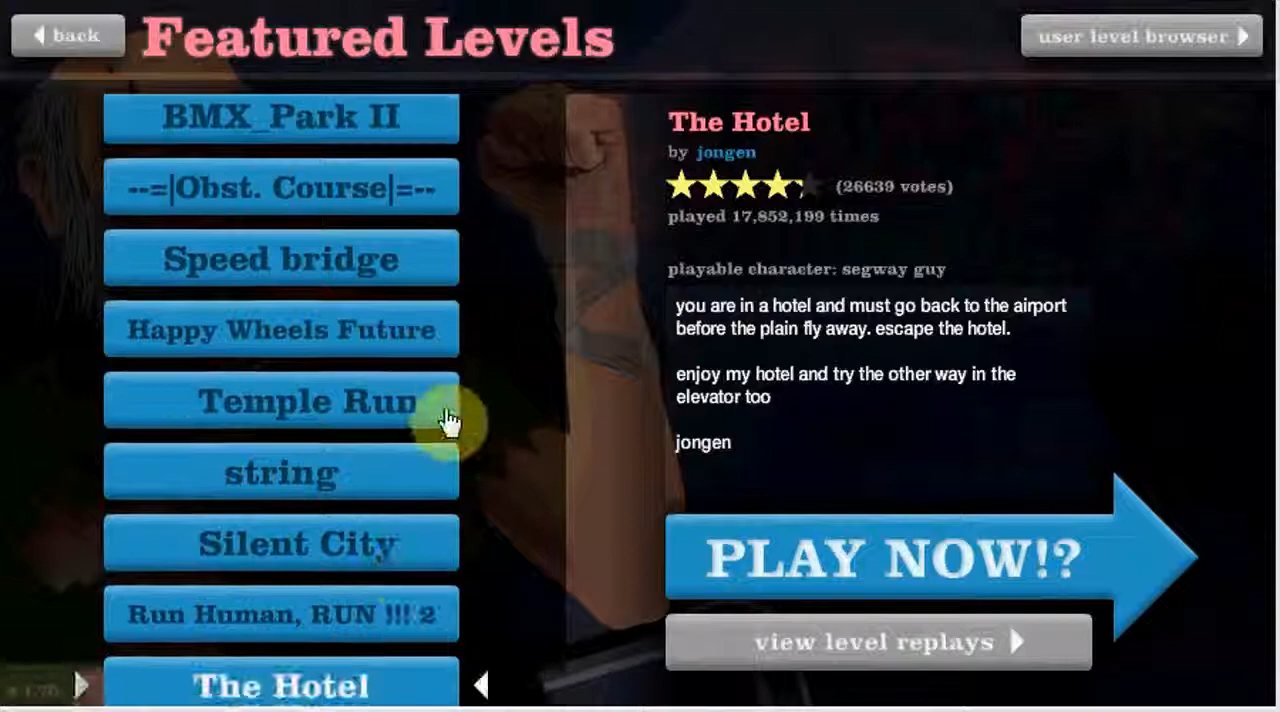 back
Featured Levels
user level browser
BMX_Park II
--=|Obst. Course|=--
Speed bridge
Happy Wheels Future
Temple Run
string
Silent City
Run Human, RUN !!! 2
The Hotel
The Hotel
by jongen
(26639 votes)
played 17,852,199 times
playable character: segway guy
you are in a hotel and must go back to the airport
before the plain fly away. escape the hotel.
enjoy my hotel and try the other way in the
elevator too
jongen
PLAY NOW!?
view level replays